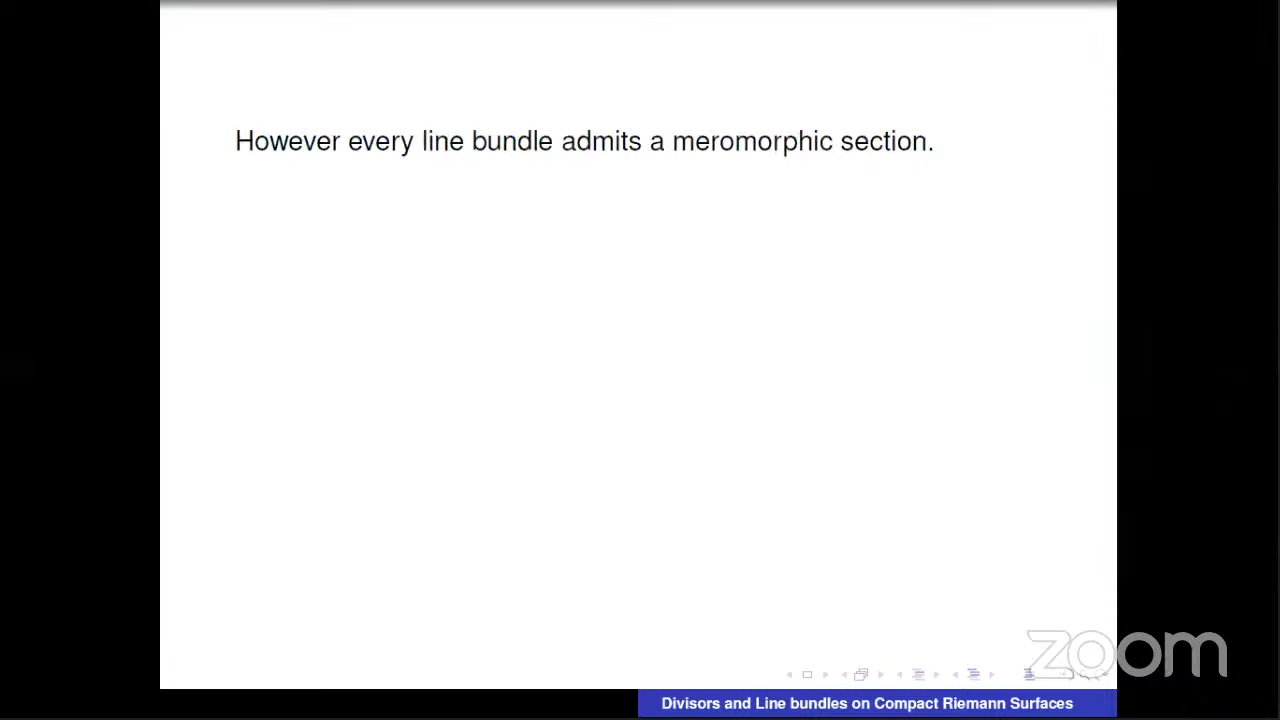 However every line bundle admits a meromorphic section.
zoom
Divisors and Line bundles on Compact Riemann Surfaces